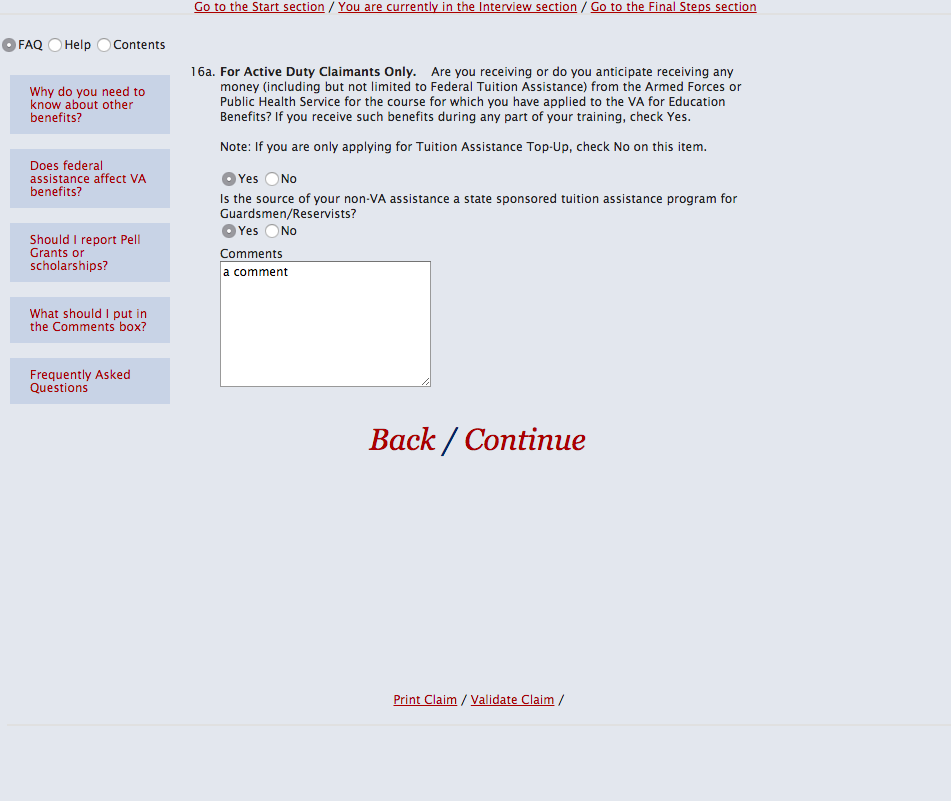 Go to the Start section / You are currently in the Interview section / Go to the Final Steps section
FAQ Help Contents
Why do you need to
know about other
benefits?
Does federal
assistance affect VA
benefits?
Should I report Pell
Grants or
scholarships?
What should I put in
the Comments box?
Frequently Asked
Questions
16a. For Active Duty Claimants Only. Are you receiving or do you anticipate receiving any
money (including but not limited to Federal Tuition Assistance) from the Armed Forces or
Public Health Service for the course for which you have applied to the VA for Education
Benefits? If you receive such benefits during any part of your training, check Yes.
Note: If you are only applying for Tuition Assistance Top-Up, check No on this item.
Yes No
Is the source of your non-VA assistance a state sponsored tuition assistance program for
Guardsmen/Reservists?
Yes No
Comments
a comment
Back / Continue
Print Claim / Validate Claim /